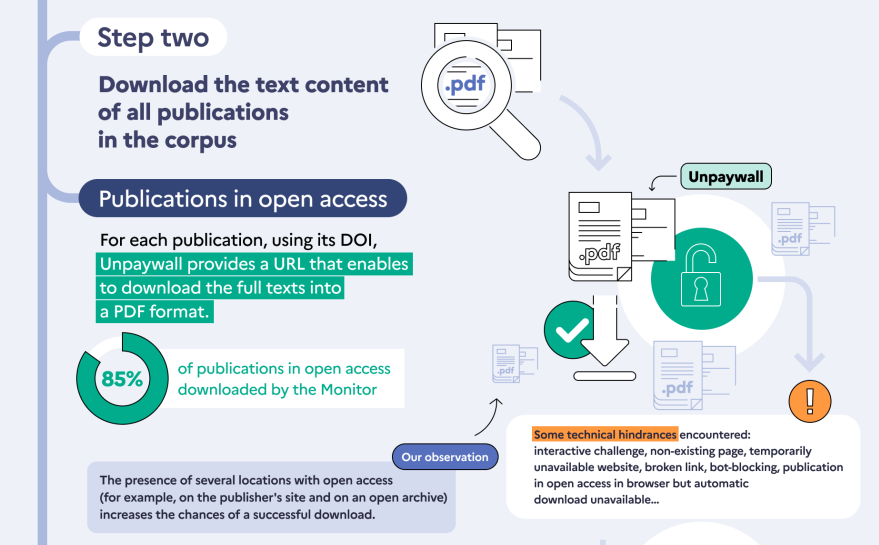 Step two
Download the text content
of all publications
in the corpus
.pdf
Publications in open access
For each publication, using its DOI,
Unpaywall provides a URL that enables
to download the full texts into
a PDF format.
85%
of publications in open access
downloaded by the Monitor
Unpaywall
.pdf
.pdf
.pdf
.pdf
Our observation
The presence of several locations with open access
(for example, on the publisher's site and on an open archive)
increases the chances of a successful download.
!
Some technical hindrances encountered:
interactive challenge, non-existing page, temporarily
unavailable website, broken link, bot-blocking, publication
in open access in browser but automatic
download unavailable...